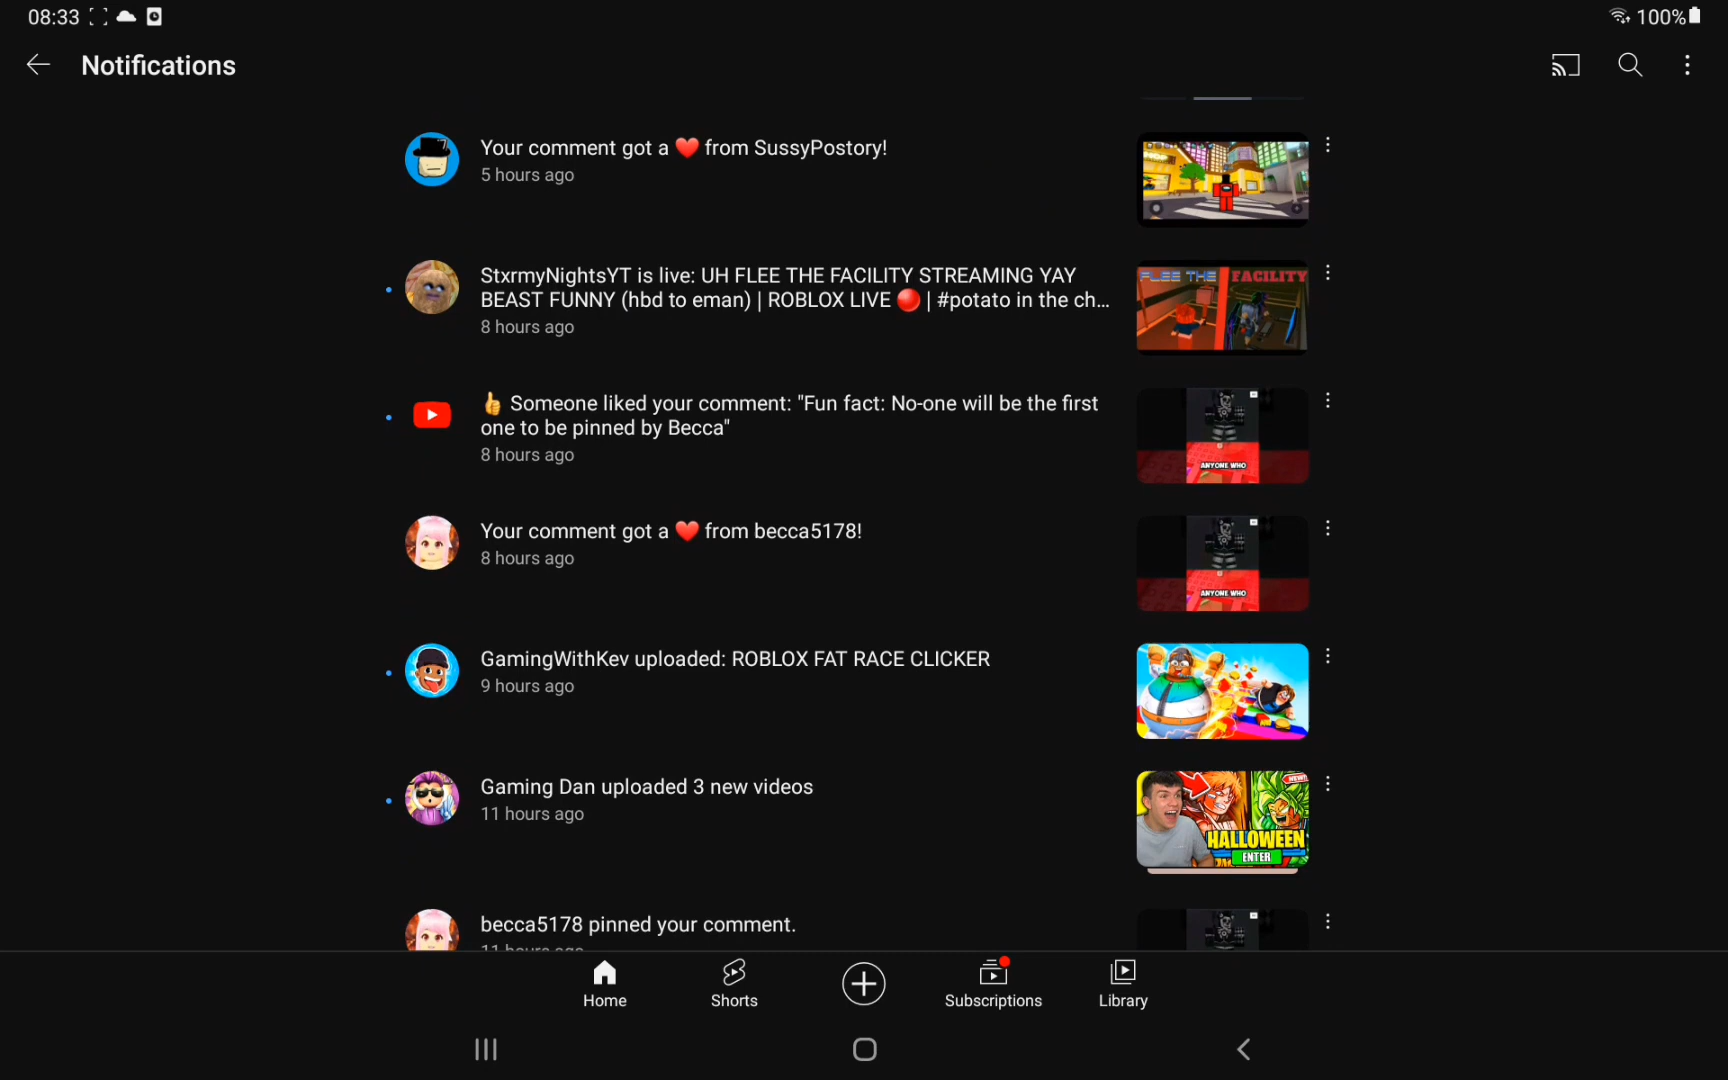 08:33
100%
Notifications
Your comment got a ❤️ from SussyPostory!
5 hours ago
StxrmyNightsYT is live: UH FLEE THE FACILITY STREAMING YAY
BEAST FUNNY (hbd to eman) | ROBLOX LIVE 🔴 | #potato in the ch...
8 hours ago
FLEE THE FACILITY
👍 Someone liked your comment: "Fun fact: No-one will be the first
one to be pinned by Becca"
8 hours ago
ANYONE WHO
Your comment got a ❤️ from becca5178!
8 hours ago
ANYONE WHO
GamingWithKev uploaded: ROBLOX FAT RACE CLICKER
9 hours ago
Gaming Dan uploaded 3 new videos
11 hours ago
NEW!
HALLOWEEN
ENTER
becca5178 pinned your comment.
11 hours ago
Home
Shorts
Subscriptions
Library